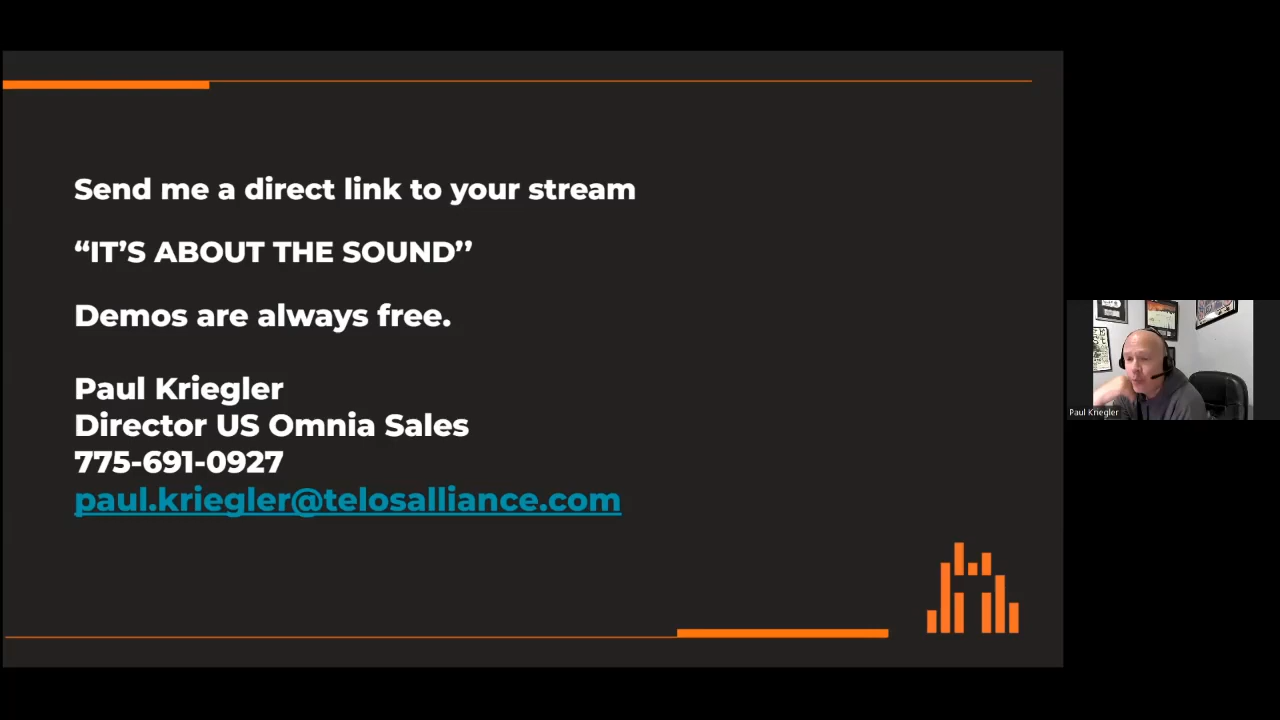 Send me a direct link to your stream
“IT’S ABOUT THE SOUND’’
Demos are always free.
Paul Kriegler
Director US Omnia Sales
775-691-0927
paul.kriegler@telosalliance.com
Paul Kriegler